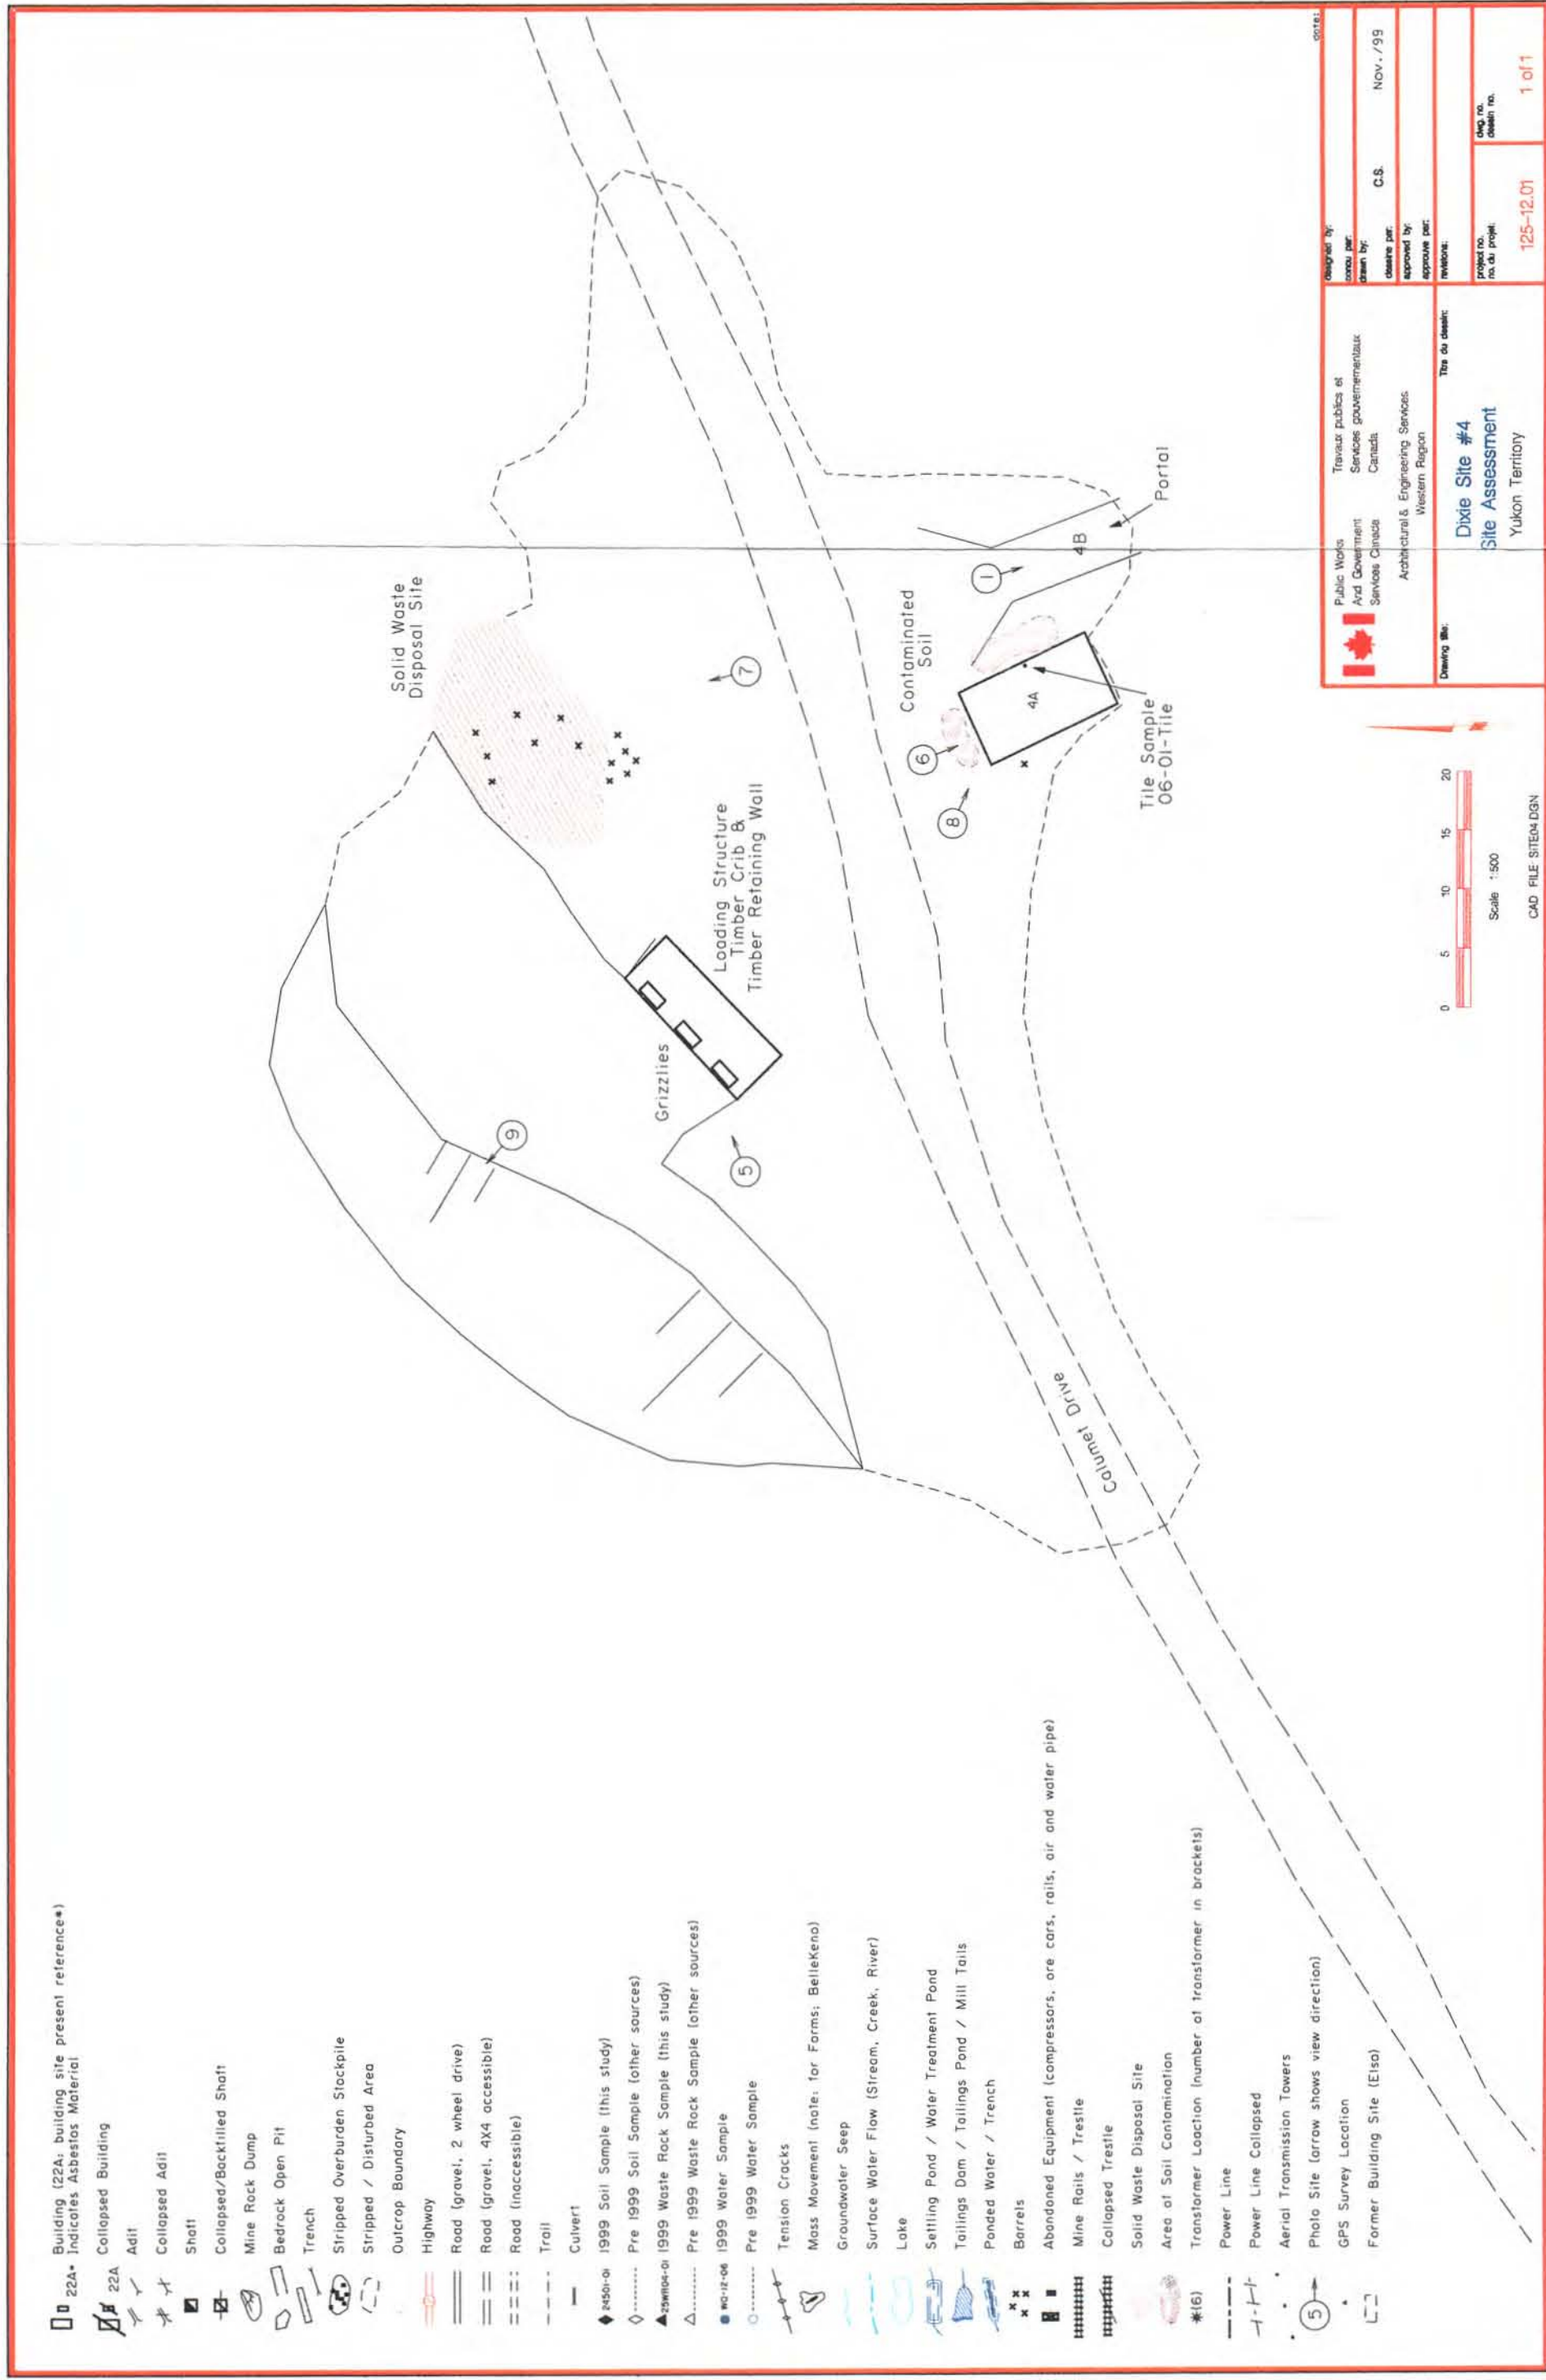 22A* Building (22A: building site present reference*)
Indicates Asbestos Material
22A Collapsed Building
Adit
Collapsed Adit
Shaft
Collapsed/Backfilled Shaft
Mine Rock Dump
Bedrock Open Pit
Trench
Stripped Overburden Stockpile
Stripped / Disturbed Area
Outcrop Boundary
Highway
Road (gravel, 2 wheel drive)
Road (gravel, 4X4 accessible)
Road (inaccessible)
Trail
Culvert
24S01-01 1999 Soil Sample (this study)
Pre 1999 Soil Sample (other sources)
25WR04-01 1999 Waste Rock Sample (this study)
Pre 1999 Waste Rock Sample (other sources)
WQ-12-06 1999 Water Sample
Pre 1999 Water Sample
Tension Cracks
Mass Movement (note: for Forms; BelleKeno)
Groundwater Seep
Surface Water Flow (Stream, Creek, River)
Lake
Settling Pond / Water Treatment Pond
Tailings Dam / Tailings Pond / Mill Tails
Ponded Water / Trench
Barrels
Abandoned Equipment (compressors, ore cars, rails, air and water pipe)
Mine Rails / Trestle
Collapsed Trestle
Solid Waste Disposal Site
Area of Soil Contamination
*(6) Transformer Loaction (number of transformer in brackets)
Power Line
Power Line Collapsed
Aerial Transmission Towers
5 Photo Site (arrow shows view direction)
GPS Survey Location
Former Building Site (Elsa)
Solid Waste
Disposal Site
9
Grizzlies
5
Loading Structure
Timber Crib &
Timber Retaining Wall
7
Contaminated
Soil
6
8
1
4A
4B
Portal
Tile Sample
06-01-Tile
Calumet Drive
0 5 10 15 20
Scale 1:500
CAD FILE SITE04.DGN
date:
Public Works
And Government
Services Canada
Travaux publics et
Services gouvernementaux
Canada
Architectural & Engineering Services
Western Region
Drawing title:
Titre du dessin:
Dixie Site #4
Site Assessment
Yukon Territory
designed by:
concu par:
drawn by:
dessine par:
C.S.
Nov./99
approved by:
approuve par:
revisions:
project no.
no. du projet:
125-12.01
dwg. no.
dessin no.
1 of 1